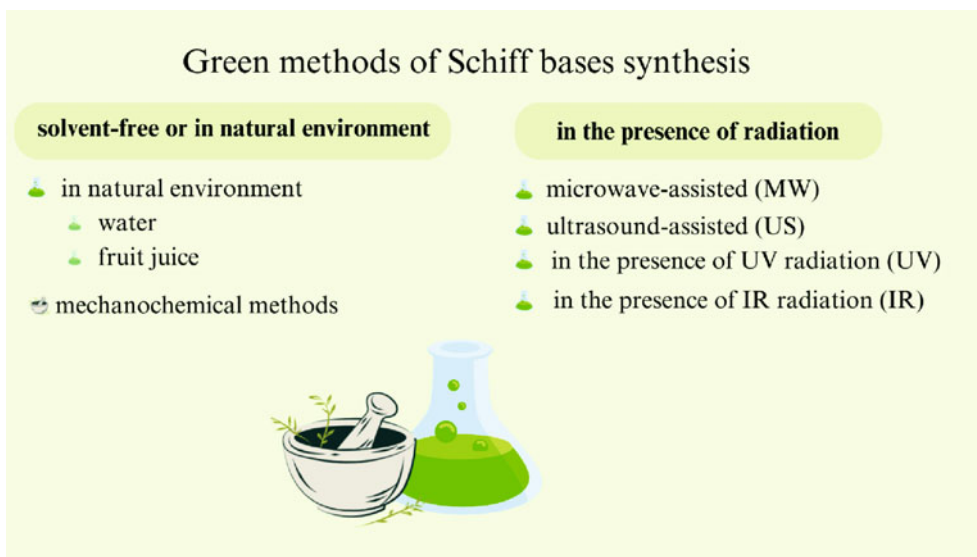 Green methods of Schiff bases synthesis
solvent-free or in natural environment
in natural environment
water
fruit juice
mechanochemical methods
in the presence of radiation
microwave-assisted (MW)
ultrasound-assisted (US)
in the presence of UV radiation (UV)
in the presence of IR radiation (IR)